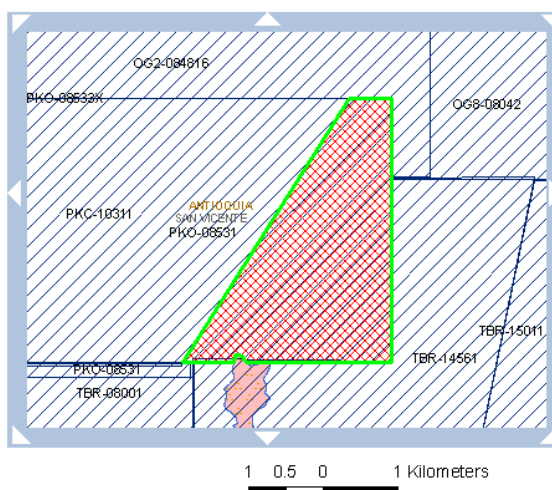 OG2-084816
PKO-08533X
OG8-08042
ANTIOQUIA
PKC-10311
SAN VICENTE
PKO-08531
TBR-15011
TBR-14561
PKO-08531
TBR-08001
1 0.5 0 1 Kilometers